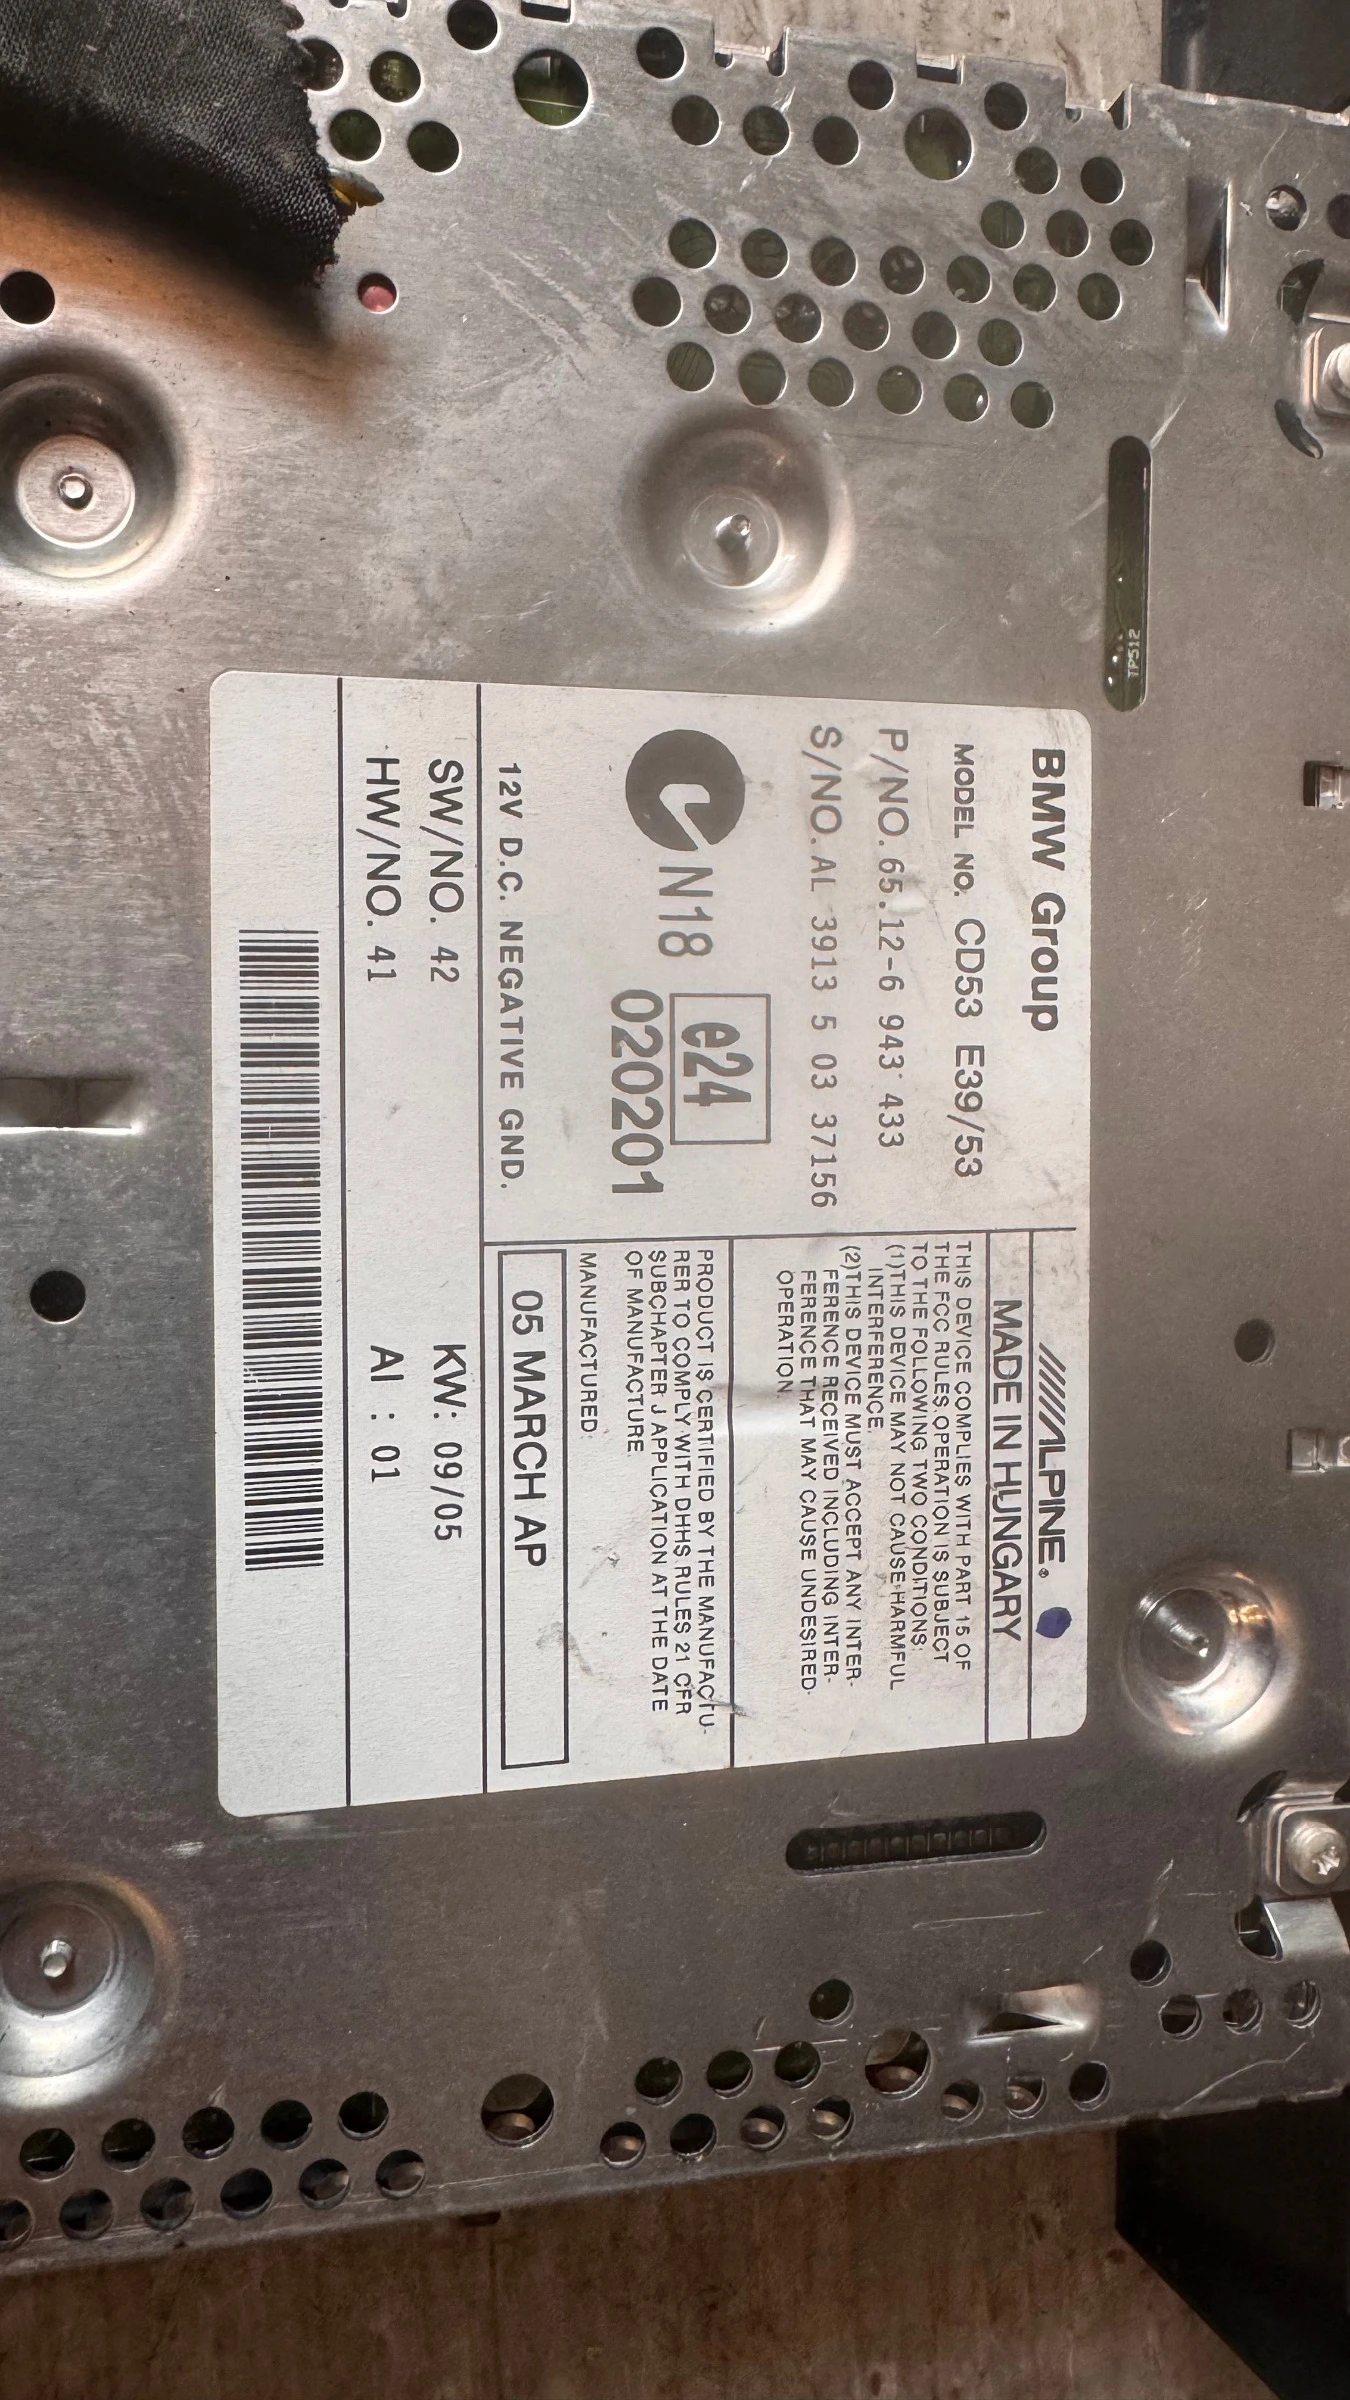 BMW Group
MODEL NO. CD53 E39/53
P/NO. 65.12-6 943 433
S/NO. AL 3913 5 03 37156
N18
e24
020201
12V D.C. NEGATIVE GND.
ALPINE®
MADE IN HUNGARY
THIS DEVICE COMPLIES WITH PART 15 OF
THE FCC RULES.OPERATION IS SUBJECT
TO THE FOLLOWING TWO CONDITIONS:
(1)THIS DEVICE MAY NOT CAUSE HARMFUL
INTERFERENCE.
(2)THIS DEVICE MUST ACCEPT ANY INTER-
FERENCE RECEIVED INCLUDING INTER-
FERENCE THAT MAY CAUSE UNDESIRED
OPERATION.
PRODUCT IS CERTIFIED BY THE MANUFACTU-
RER TO COMPLY WITH DHHS RULES 21 CFR
SUBCHAPTER J APPLICATION AT THE DATE
OF MANUFACTURE.
MANUFACTURED:
05 MARCH AP
SW/NO. 42 KW: 09/05
HW/NO. 41 AI : 01
TP512